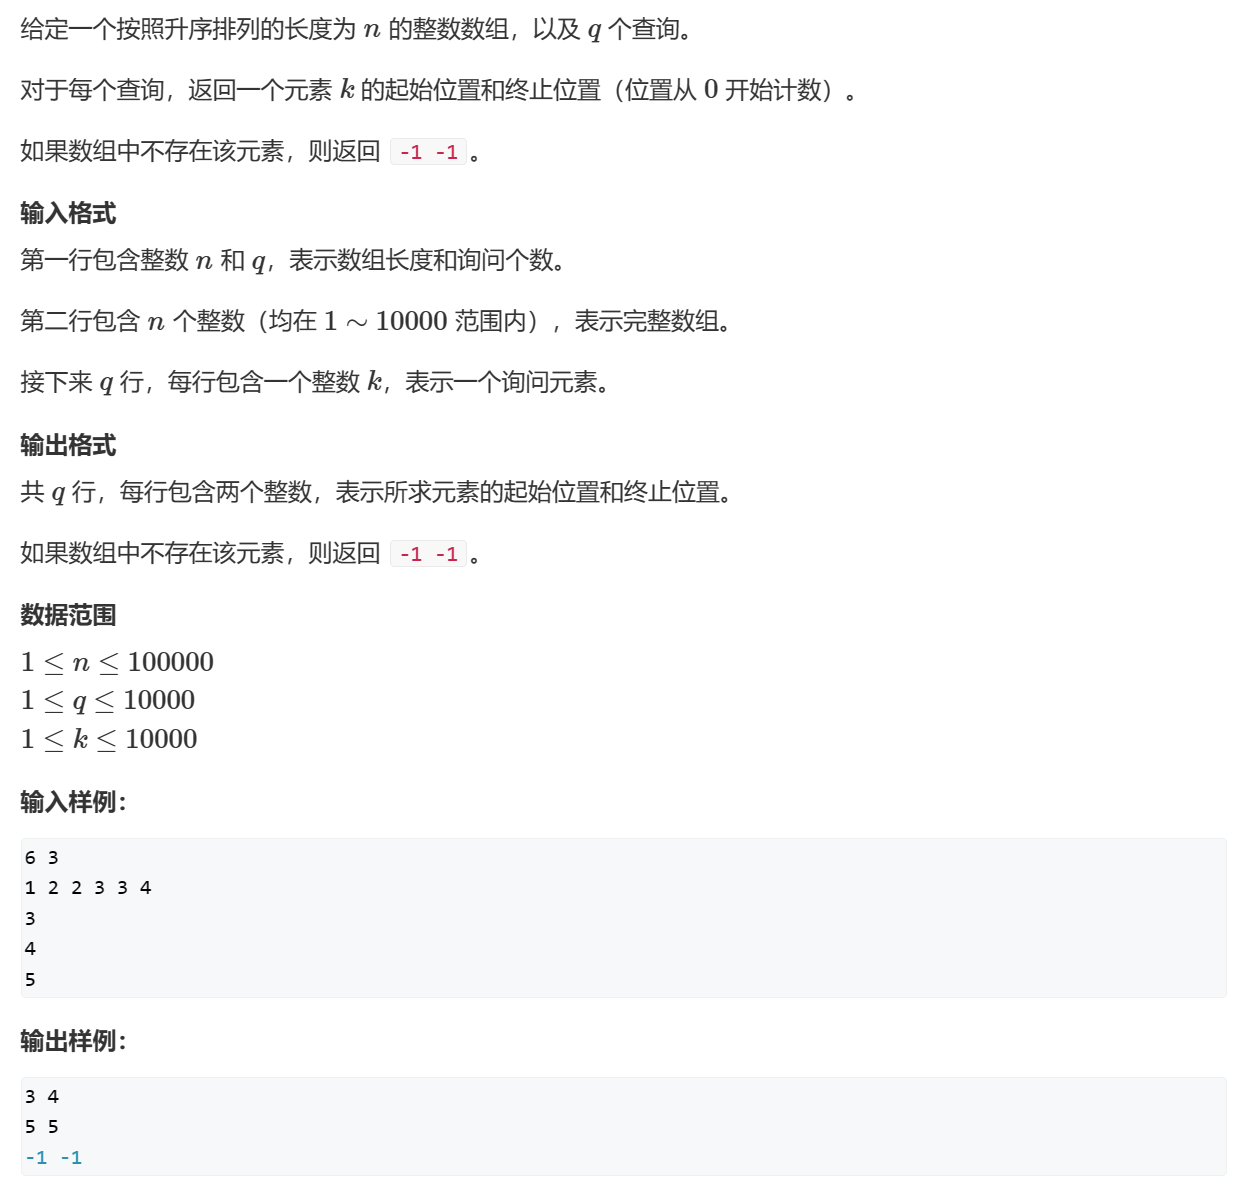 给定一个按照升序排列的长度为 n 的整数数组，以及 q 个查询。
对于每个查询，返回一个元素 k 的起始位置和终止位置（位置从 0 开始计数）。
如果数组中不存在该元素，则返回 -1 -1。
输入格式
第一行包含整数 n 和 q，表示数组长度和询问个数。
第二行包含 n 个整数（均在 1 ∼ 10000 范围内），表示完整数组。
接下来 q 行，每行包含一个整数 k，表示一个询问元素。
输出格式
共 q 行，每行包含两个整数，表示所求元素的起始位置和终止位置。
如果数组中不存在该元素，则返回 -1 -1。
数据范围
1 ≤ n ≤ 100000
1 ≤ q ≤ 10000
1 ≤ k ≤ 10000
输入样例：
6 3
1 2 2 3 3 4
3
4
5
输出样例：
3 4
5 5
-1 -1